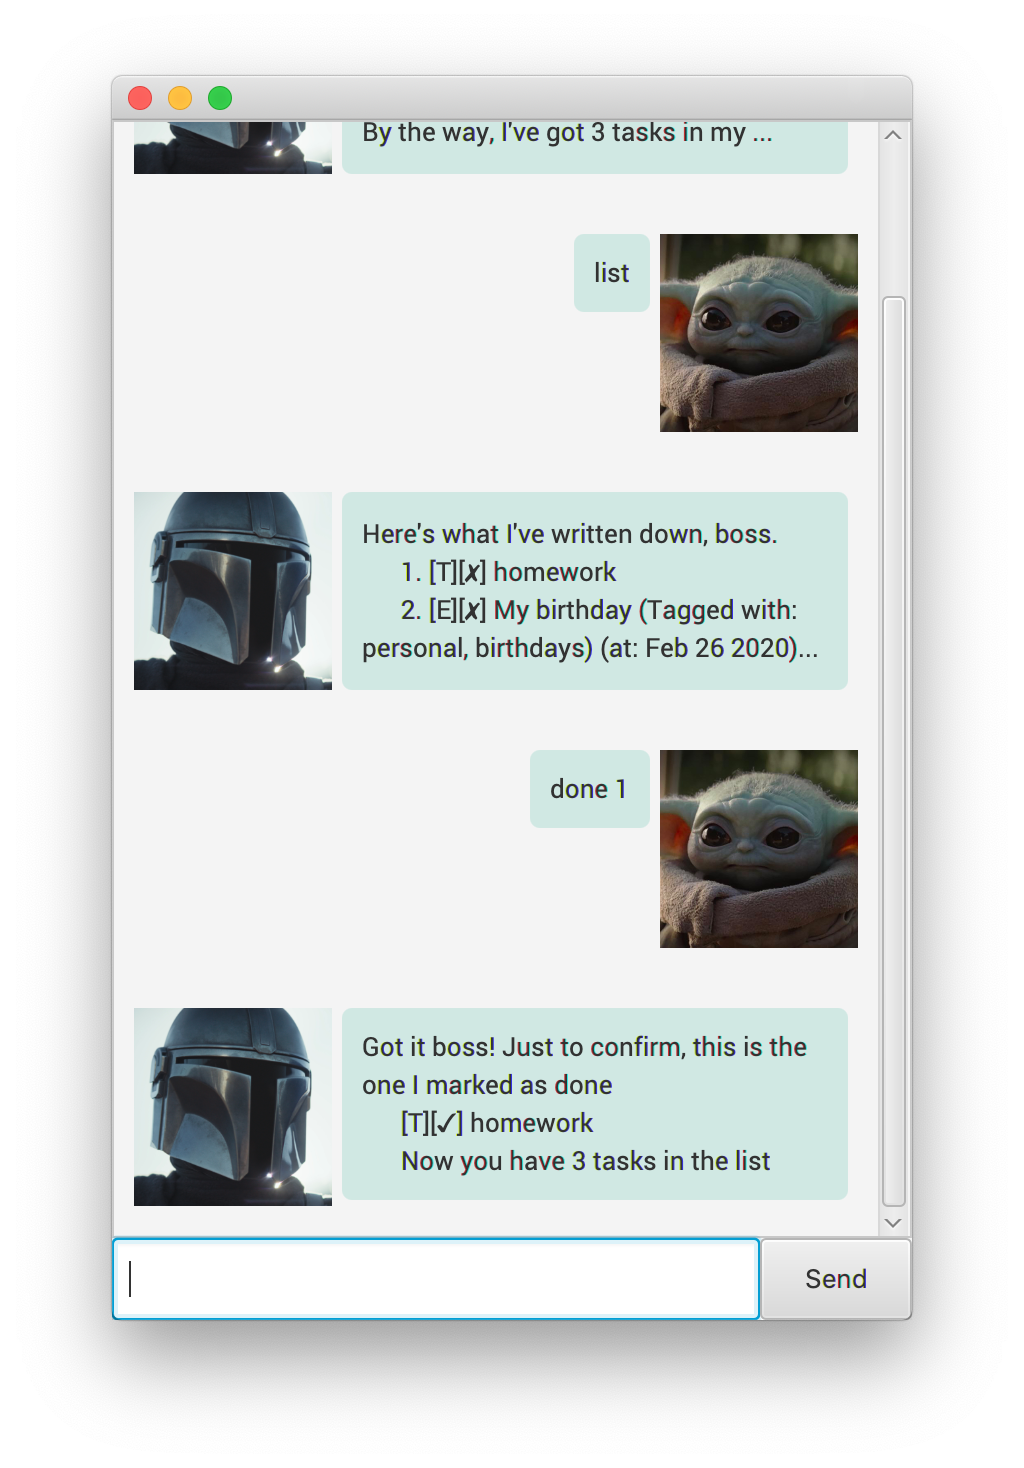 By the way, I've got 3 tasks in my ...
list
Here's what I've written down, boss.
1. [T][✗] homework
2. [E][✗] My birthday (Tagged with:
personal, birthdays) (at: Feb 26 2020)...
done 1
Got it boss! Just to confirm, this is the
one I marked as done
[T][✓] homework
Now you have 3 tasks in the list
Send